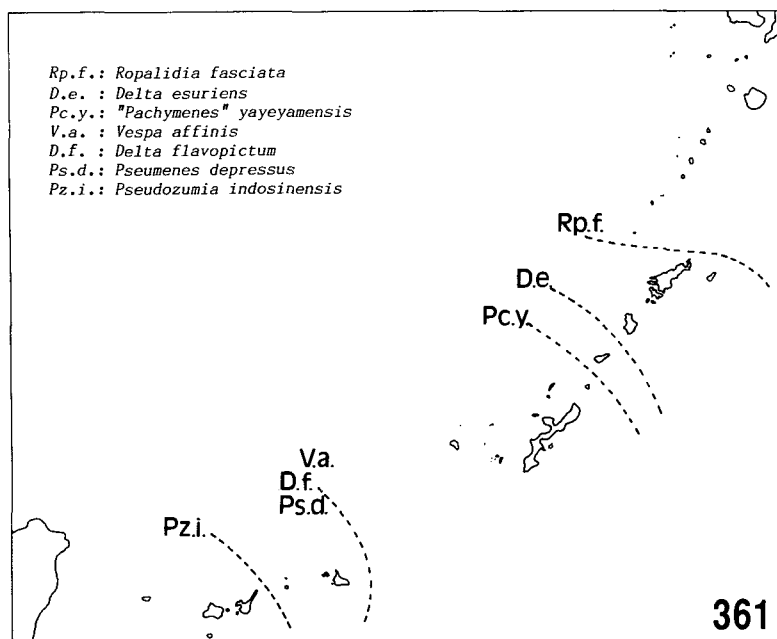 Rp.f.: Ropalidia fasciata
D.e. : Delta esuriens
Pc.y.: "Pachymenes" yayeyamensis
V.a. : Vespa affinis
D.f. : Delta flavopictum
Ps.d.: Pseumenes depressus
Pz.i.: Pseudozumia indosinensis
Rp.f.
D.e.
Pc.y.
V.a.
D.f.
Ps.d.
Pz.i.
361